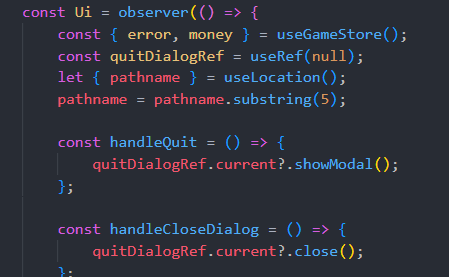 const Ui = observer(() => {
const { error, money } = useGameStore();
const quitDialogRef = useRef(null);
let { pathname } = useLocation();
pathname = pathname.substring(5);
const handleQuit = () => {
quitDialogRef.current?.showModal();
};
const handleCloseDialog = () => {
quitDialogRef.current?.close();
};